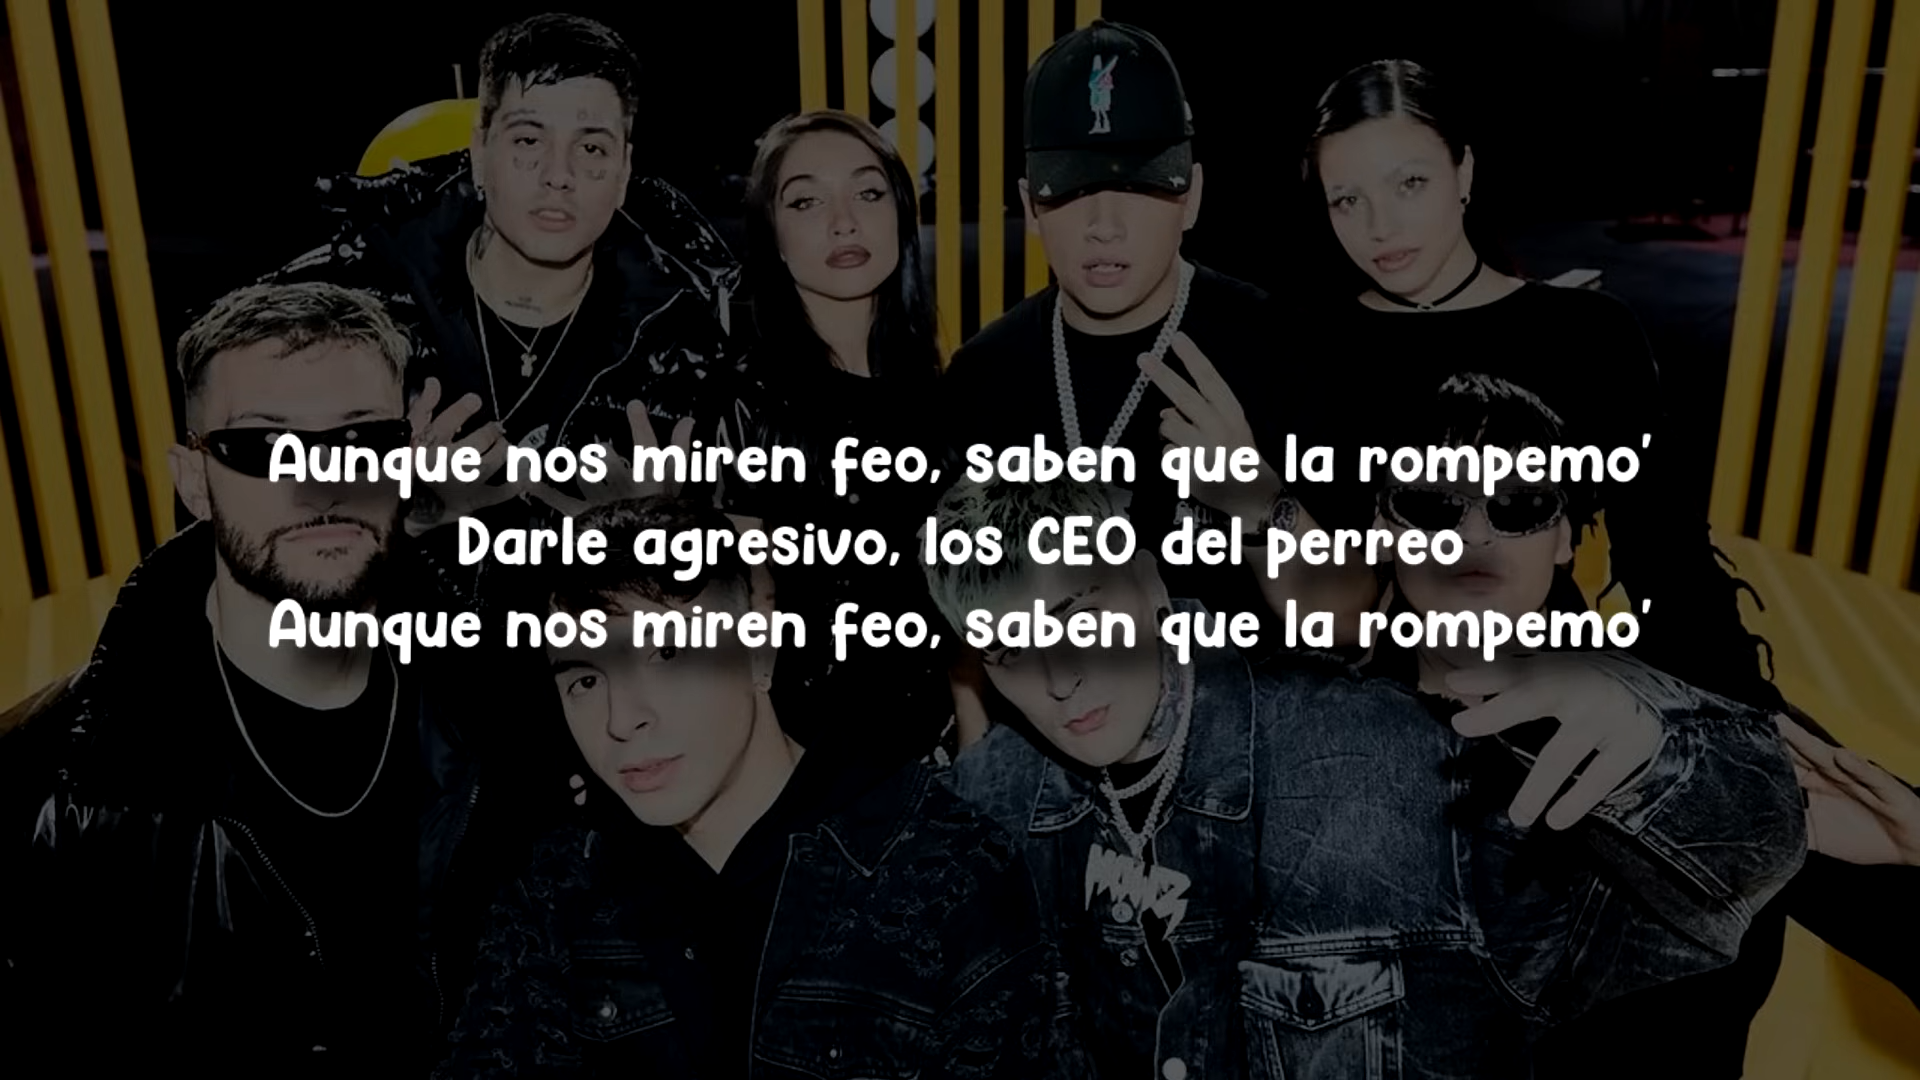 Aunque nos miren feo, saben que la rompemo'
Darle agresivo, los CEO del perreo
Aunque nos miren feo, saben que la rompemo'